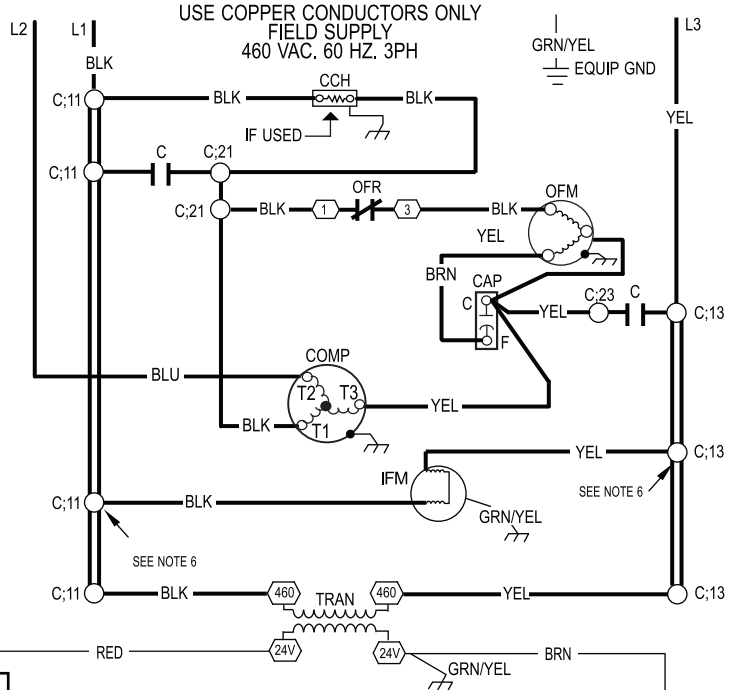 USE COPPER CONDUCTORS ONLY
FIELD SUPPLY
460 VAC. 60 HZ. 3PH
L2
L1
L3
BLK
GRN/YEL
EQUIP GND
CCH
C;11
BLK
BLK
YEL
IF USED
C
C;21
C;11
OFR
OFM
C;21
BLK
1
3
BLK
YEL
BRN
CAP
C
YEL
C;23
C
C;13
F
COMP
BLU
T2
T3
YEL
BLK
T1
YEL
C;13
IFM
SEE NOTE 6
C;11
BLK
GRN/YEL
SEE NOTE 6
C;11
BLK
460
TRAN
460
YEL
C;13
RED
24V
24V
BRN
GRN/YEL